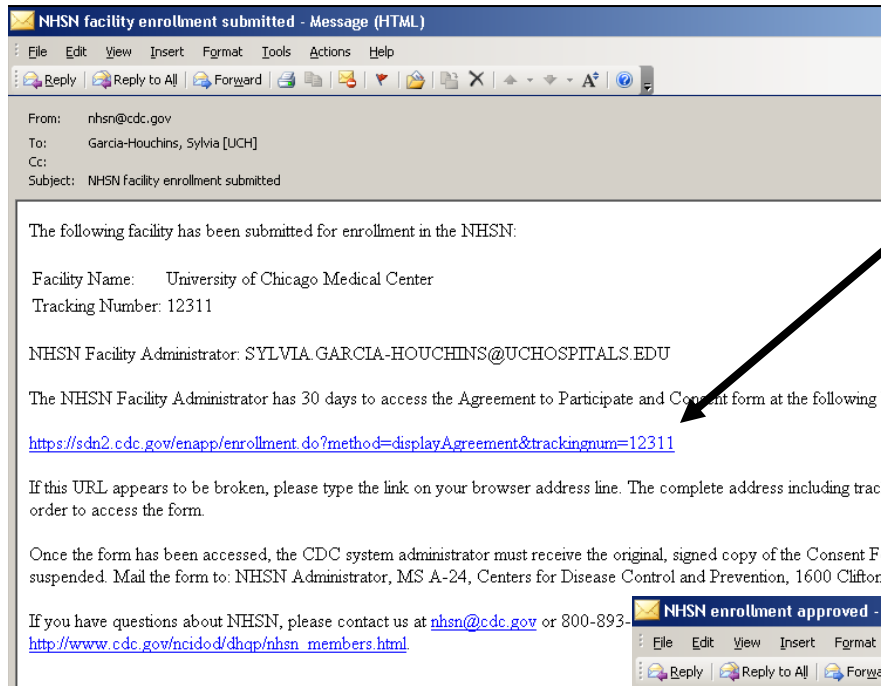 NHSN facility enrollment submitted - Message (HTML)
File Edit View Insert Format Tools Actions Help
Reply Reply to All Forward
From: nhsn@cdc.gov
To: Garcia-Houchins, Sylvia [UCH]
Cc:
Subject: NHSN facility enrollment submitted
The following facility has been submitted for enrollment in the NHSN:
Facility Name: University of Chicago Medical Center
Tracking Number: 12311
NHSN Facility Administrator: SYLVIA.GARCIA-HOUCHINS@UCHOSPITALS.EDU
The NHSN Facility Administrator has 30 days to access the Agreement to Participate and Consent form at the following
https://sdn2.cdc.gov/enapp/enrollment.do?method=displayAgreement&trackingnum=12311
If this URL appears to be broken, please type the link on your browser address line. The complete address including trac
order to access the form.
Once the form has been accessed, the CDC system administrator must receive the original, signed copy of the Consent F
suspended. Mail the form to: NHSN Administrator, MS A-24, Centers for Disease Control and Prevention, 1600 Clifton
If you have questions about NHSN, please contact us at nhsn@cdc.gov or 800-893-
http://www.cdc.gov/ncidod/dhqp/nhsn_members.html.
NHSN enrollment approved -
File Edit View Insert Format
Reply Reply to All Forwa